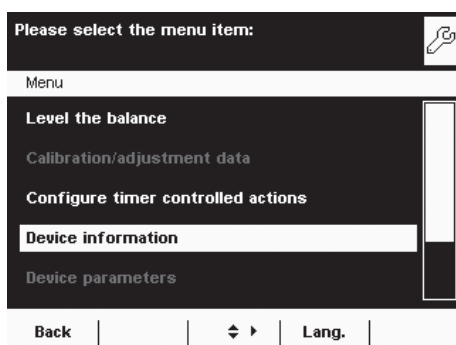 Please select the menu item:
Menu
Level the balance
Calibration/adjustment data
Configure timer controlled actions
Device information
Device parameters
Back Lang.